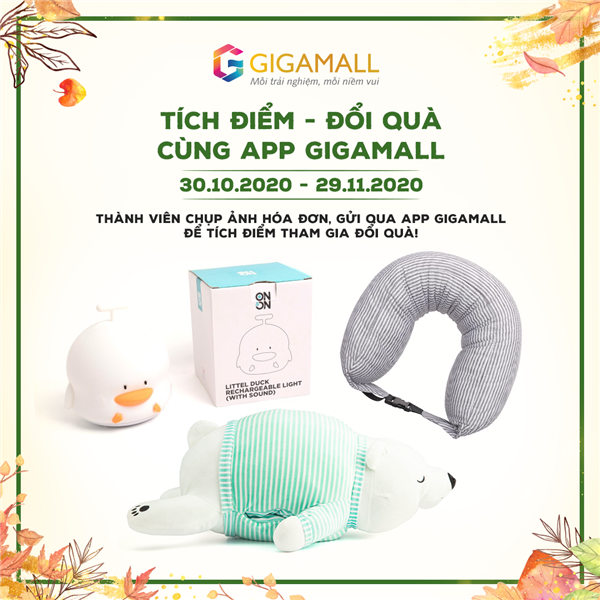 GIGAMALL
Mỗi trải nghiệm, mỗi niềm vui
TÍCH ĐIỂM - ĐỔI QUÀ
CÙNG APP GIGAMALL
30.10.2020 - 29.11.2020
THÀNH VIÊN CHỤP ẢNH HÓA ĐƠN, GỬI QUA APP GIGAMALL
ĐỂ TÍCH ĐIỂM THAM GIA ĐỔI QUÀ!
ON
ON
LITTEL DUCK
RECHARGEABLE LIGHT
(WITH SOUND)